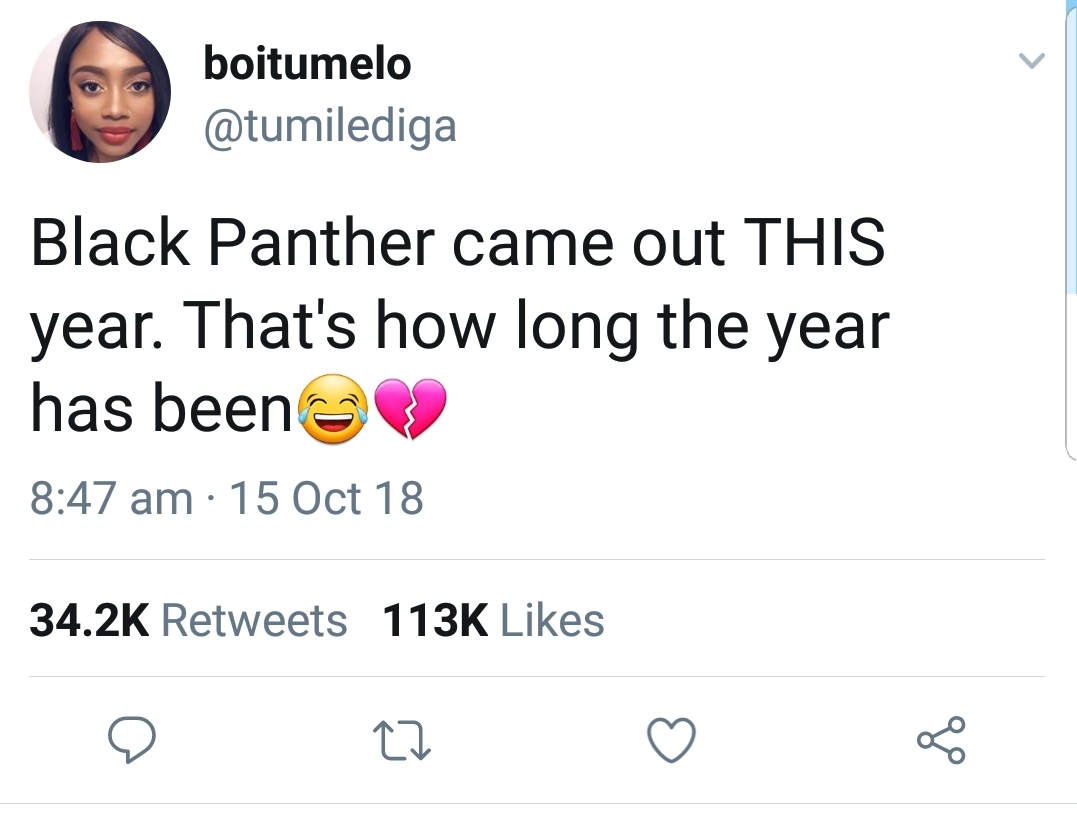 boitumelo
@tumilediga
Black Panther came out THIS
year. That's how long the year
has been😂💔
8:47 am · 15 Oct 18
34.2K Retweets 113K Likes